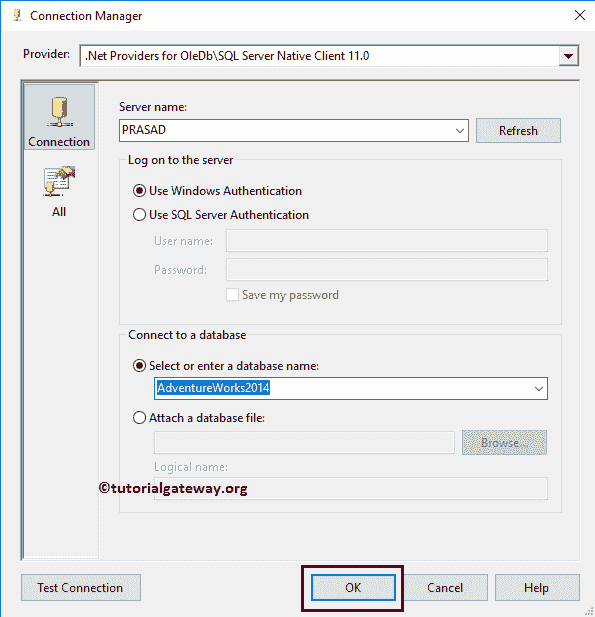 Connection Manager
Provider: .Net Providers for OleDb\SQL Server Native Client 11.0
Connection
All
Server name:
PRASAD
Refresh
Log on to the server
Use Windows Authentication
Use SQL Server Authentication
User name:
Password:
Save my password
Connect to a database
Select or enter a database name:
AdventureWorks2014
Attach a database file:
Browse...
Logical name:
©tutorialgateway.org
Test Connection OK Cancel Help